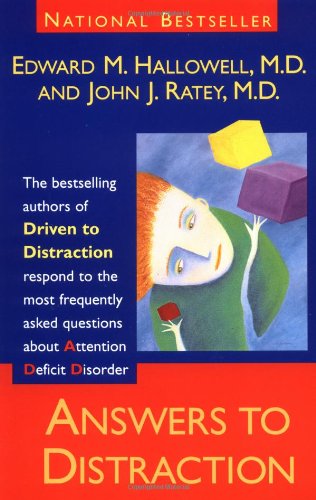 NATIONAL BESTSELLER
EDWARD M. HALLOWELL, M.D.
AND JOHN J. RATEY, M.D.
The bestselling
authors of
Driven to
Distraction
respond to the
most frequently
asked questions
about Attention
Deficit Disorder
ANSWERS TO
DISTRACTION